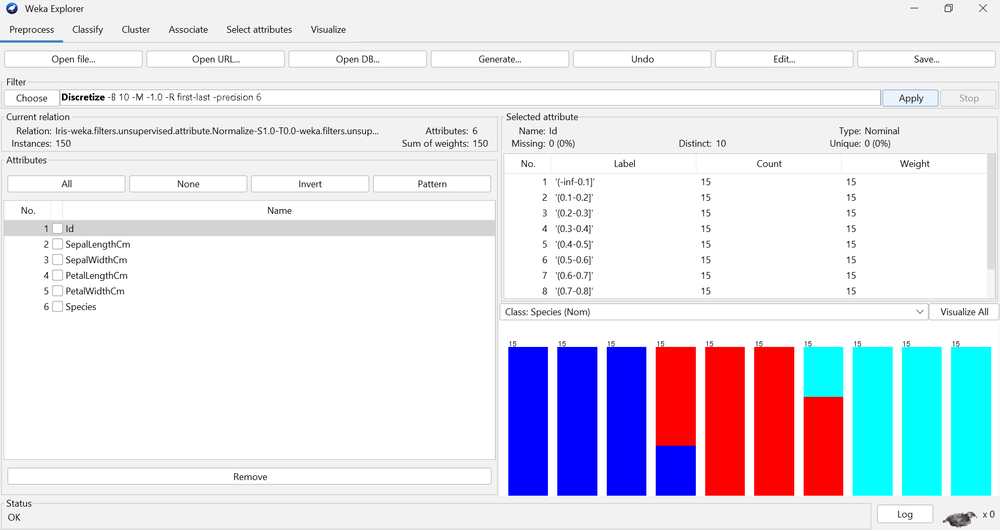 Weka Explorer
Preprocess Classify Cluster Associate Select attributes Visualize
Open file... Open URL... Open DB... Generate... Undo Edit... Save...
Filter
Choose Discretize -B 10 -M -1.0 -R first-last -precision 6 Apply Stop
Current relation
Relation: Iris-weka.filters.unsupervised.attribute.Normalize-S1.0-T0.0-weka.filters.unsup... Attributes: 6
Instances: 150 Sum of weights: 150
Attributes
All None Invert Pattern
No. Name
1 Id
2 SepalLengthCm
3 SepalWidthCm
4 PetalLengthCm
5 PetalWidthCm
6 Species
Remove
Selected attribute
Name: Id Type: Nominal
Missing: 0 (0%) Distinct: 10 Unique: 0 (0%)
No. Label Count Weight
1 '(-inf-0.1]' 15 15
2 '(0.1-0.2]' 15 15
3 '(0.2-0.3]' 15 15
4 '(0.3-0.4]' 15 15
5 '(0.4-0.5]' 15 15
6 '(0.5-0.6]' 15 15
7 '(0.6-0.7]' 15 15
8 '(0.7-0.8]' 15 15
Class: Species (Nom) Visualize All
15 15 15 15 15 15 15 15 15 15
Status
OK
Log x 0